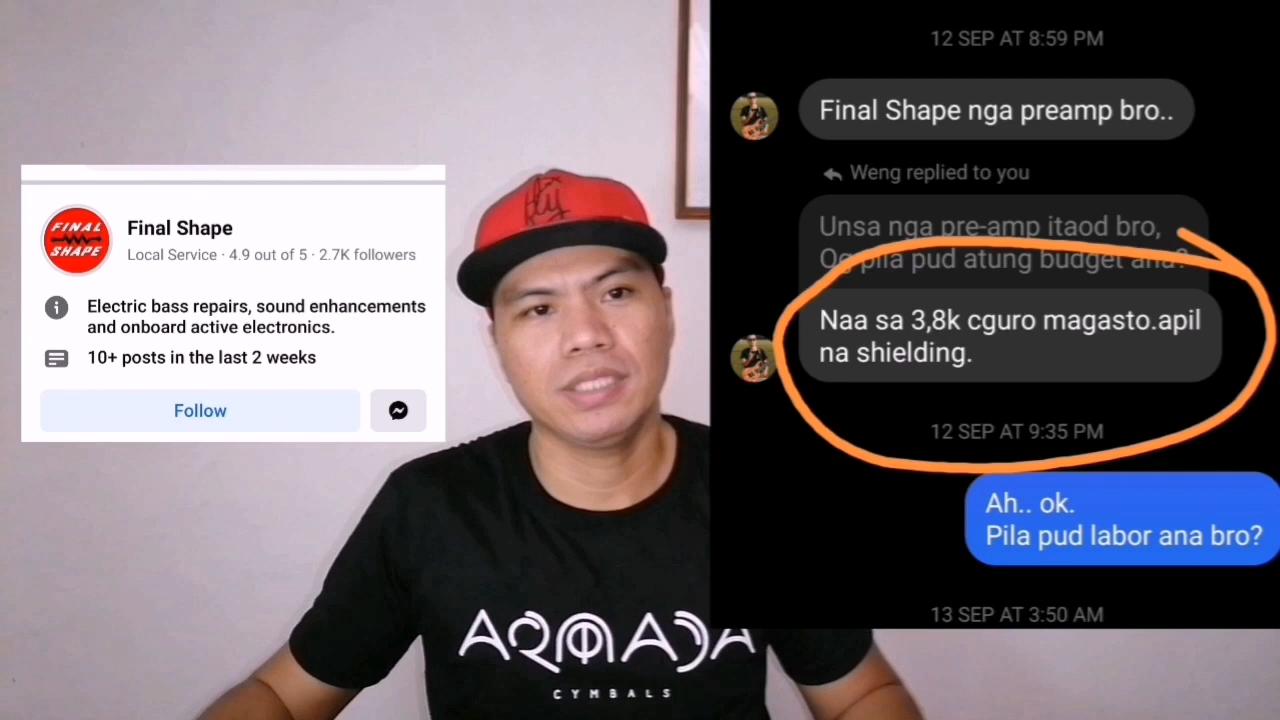 FINAL
SHAPE
Final Shape
Local Service · 4.9 out of 5 · 2.7K followers
Electric bass repairs, sound enhancements
and onboard active electronics.
10+ posts in the last 2 weeks
Follow
12 SEP AT 8:59 PM
Final Shape nga preamp bro..
Weng replied to you
Unsa nga pre-amp itaod bro,
Og pila pud atung budget ana?
Naa sa 3,8k cguro magasto.apil
na shielding.
12 SEP AT 9:35 PM
Ah.. ok.
Pila pud labor ana bro?
13 SEP AT 3:50 AM
ARMADA
CYMBALS